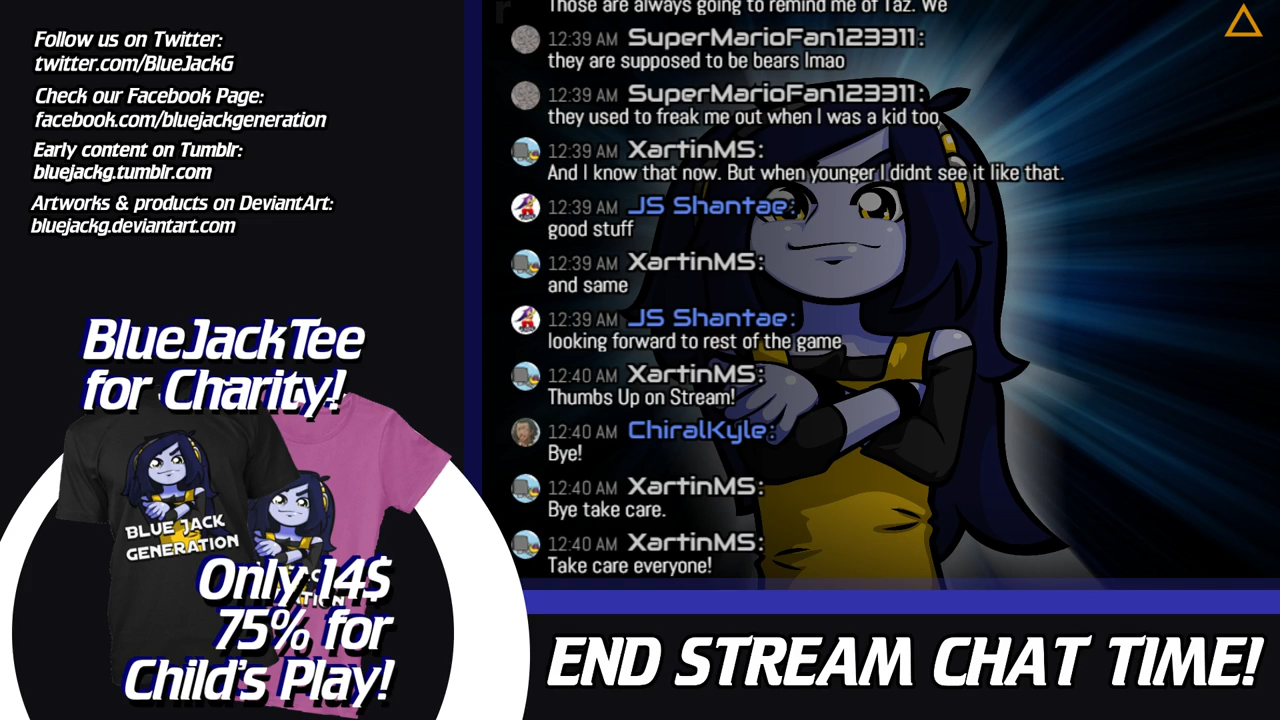 Follow us on Twitter:
twitter.com/BlueJackG
Check our Facebook Page:
facebook.com/bluejackgeneration
Early content on Tumblr:
bluejackg.tumblr.com
Artworks & products on DeviantArt:
bluejackg.deviantart.com
BlueJackTee
for Charity!
BLUE JACK
GENERATION
Only 14$
75% for
Child's Play!
Those are always going to remind me of Taz. We
12:39 AM SuperMarioFan123311:
they are supposed to be bears lmao
12:39 AM SuperMarioFan123311:
they used to freak me out when I was a kid too,
12:39 AM XartinMS:
And I know that now. But when younger I didnt see it like that.
12:39 AM JS Shantae:
good stuff
12:39 AM XartinMS:
and same
12:39 AM JS Shantae:
looking forward to rest of the game
12:40 AM XartinMS:
Thumbs Up on Stream!
12:40 AM ChiralKyle:
Bye!
12:40 AM XartinMS:
Bye take care.
12:40 AM XartinMS:
Take care everyone!
END STREAM CHAT TIME!